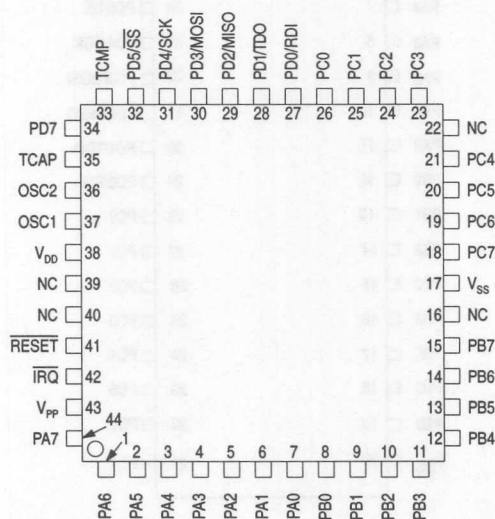 TCMP
PD5/SS
PD4/SCK
PD3/MOSI
PD2/MISO
PD1/TDO
PD0/RDI
PC0
PC1
PC2
PC3
33 32 31 30 29 28 27 26 25 24 23
PD7 34
TCAP 35
OSC2 36
OSC1 37
VDD 38
NC 39
NC 40
RESET 41
IRQ 42
VPP 43
PA7 44
1
22 NC
21 PC4
20 PC5
19 PC6
18 PC7
17 VSS
16 NC
15 PB7
14 PB6
13 PB5
12 PB4
2 3 4 5 6 7 8 9 10 11
PA6
PA5
PA4
PA3
PA2
PA1
PA0
PB0
PB1
PB2
PB3